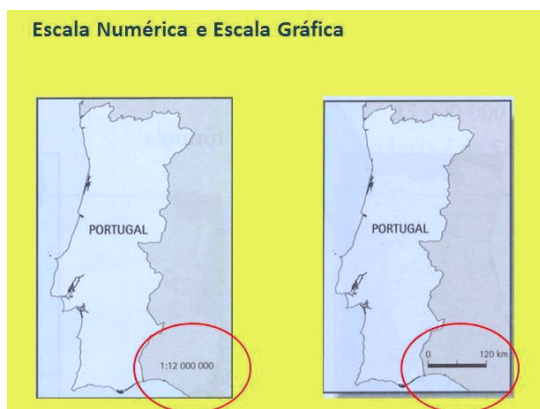 Escala Numérica e Escala Gráfica
PORTUGAL
1:12 000 000
PORTUGAL
0 120 km